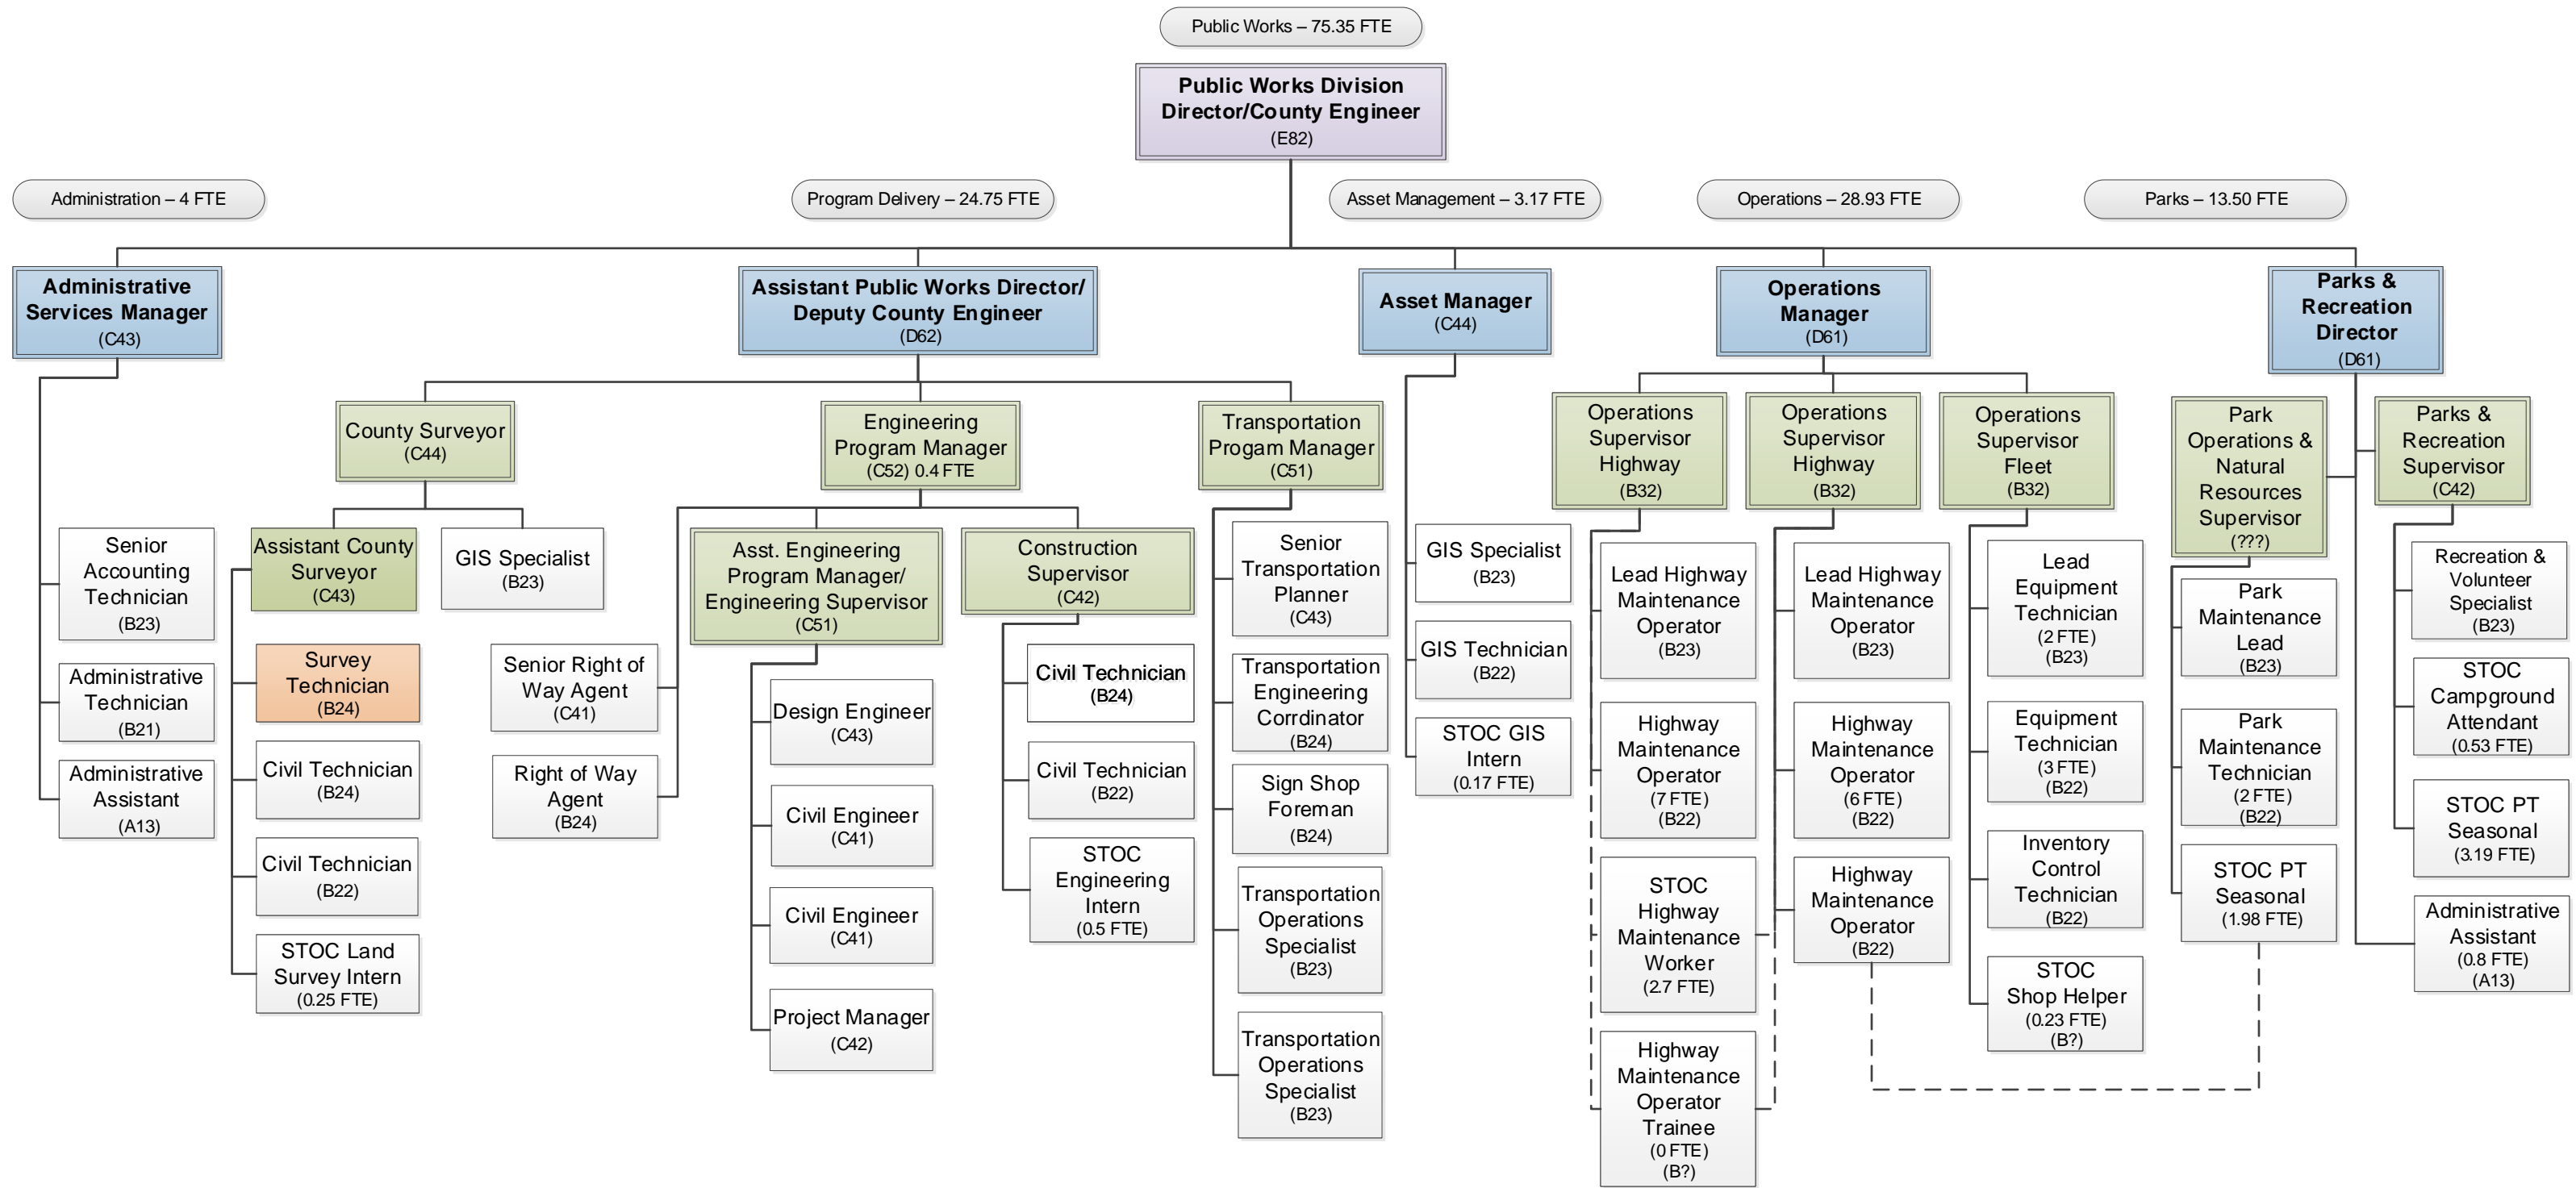 Public Works – 75.35 FTE
Public Works Division
Director/County Engineer
(E82)
Administration – 4 FTE
Program Delivery – 24.75 FTE
Asset Management – 3.17 FTE
Operations – 28.93 FTE
Parks – 13.50 FTE
Administrative
Services Manager
(C43)
Assistant Public Works Director/
Deputy County Engineer
(D62)
Asset Manager
(C44)
Operations
Manager
(D61)
Parks &
Recreation
Director
(D61)
Senior
Accounting
Technician
(B23)
Administrative
Technician
(B21)
Administrative
Assistant
(A13)
County Surveyor
(C44)
Assistant County
Surveyor
(C43)
GIS Specialist
(B23)
Survey
Technician
(B24)
Civil Technician
(B24)
Civil Technician
(B22)
STOC Land
Survey Intern
(0.25 FTE)
Engineering
Program Manager
(C52) 0.4 FTE
Senior Right of
Way Agent
(C41)
Right of Way
Agent
(B24)
Asst. Engineering
Program Manager/
Engineering Supervisor
(C51)
Design Engineer
(C43)
Civil Engineer
(C41)
Civil Engineer
(C41)
Project Manager
(C42)
Construction
Supervisor
(C42)
Civil Technician
(B24)
Civil Technician
(B22)
STOC
Engineering
Intern
(0.5 FTE)
Transportation
Progam Manager
(C51)
Senior
Transportation
Planner
(C43)
Transportation
Engineering
Corrdinator
(B24)
Sign Shop
Foreman
(B24)
Transportation
Operations
Specialist
(B23)
Transportation
Operations
Specialist
(B23)
GIS Specialist
(B23)
GIS Technician
(B22)
STOC GIS
Intern
(0.17 FTE)
Operations
Supervisor
Highway
(B32)
Lead Highway
Maintenance
Operator
(B23)
Highway
Maintenance
Operator
(7 FTE)
(B22)
STOC
Highway
Maintenance
Worker
(2.7 FTE)
Highway
Maintenance
Operator
Trainee
(0 FTE)
(B?)
Operations
Supervisor
Highway
(B32)
Lead Highway
Maintenance
Operator
(B23)
Highway
Maintenance
Operator
(6 FTE)
(B22)
Highway
Maintenance
Operator
(B22)
Operations
Supervisor
Fleet
(B32)
Lead
Equipment
Technician
(2 FTE)
(B23)
Equipment
Technician
(3 FTE)
(B22)
Inventory
Control
Technician
(B22)
STOC
Shop Helper
(0.23 FTE)
(B?)
Park
Operations &
Natural
Resources
Supervisor
(???)
Park
Maintenance
Lead
(B23)
Park
Maintenance
Technician
(2 FTE)
(B22)
STOC PT
Seasonal
(1.98 FTE)
Parks &
Recreation
Supervisor
(C42)
Recreation &
Volunteer
Specialist
(B23)
STOC
Campground
Attendant
(0.53 FTE)
STOC PT
Seasonal
(3.19 FTE)
Administrative
Assistant
(0.8 FTE)
(A13)